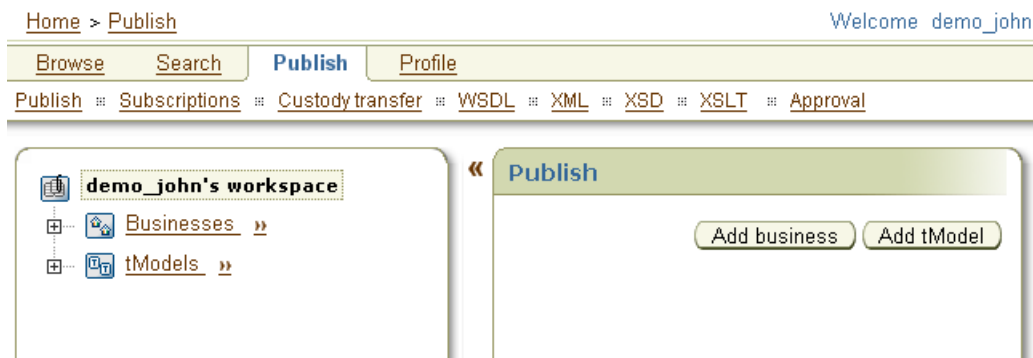 Home > Publish
Welcome demo_john
Browse Search Publish Profile
Publish Subscriptions Custody transfer WSDL XML XSD XSLT Approval
demo_john's workspace
Businesses »
tModels »
«
Publish
Add business Add tModel